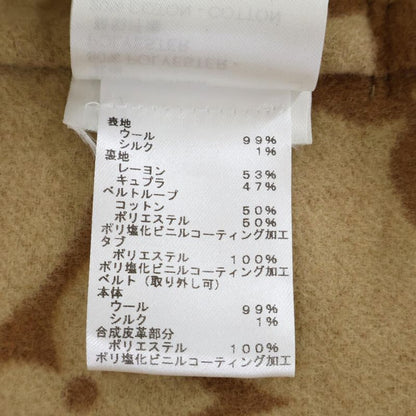 表地
ウール 99%
シルク 1%
裏地
レーヨン 53%
キュプラ 47%
ベルトループ
コットン 50%
ポリエステル 50%
ポリ塩化ビニルコーティング加工
タブ
ポリエステル 100%
ポリ塩化ビニルコーティング加工
ベルト（取り外し可）
本体
ウール 99%
シルク 1%
合成皮革部分
ポリエステル 100%
ポリ塩化ビニルコーティング加工